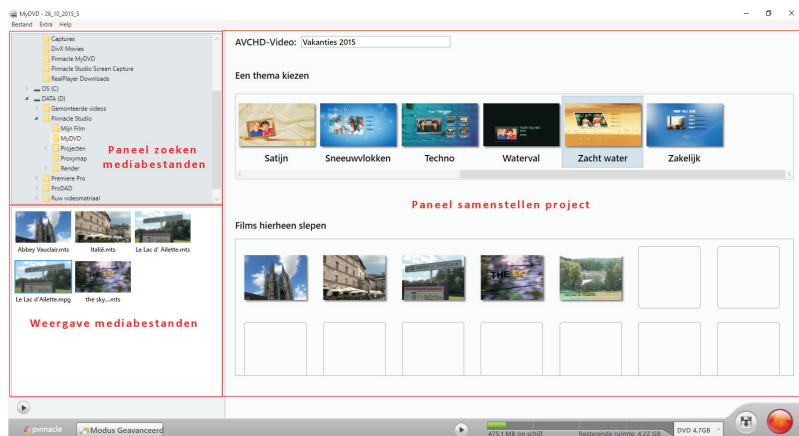 MyDVD - 26_10_2015_5
Bestand Extra Help
Captures
DivX Movies
Pinnacle MyDVD
Pinnacle Studio Screen Capture
RealPlayer Downloads
OS (C)
DATA (D)
Gemonteerde videos
Pinnacle Studio
Mijn Film
MyDVD
Projecten
Proxymap
Render
Premiere Pro
ProDAD
Ruw videomatriaal
Paneel zoeken
mediabestanden
Abbey Vauclair.mts
Italië.mts
Le Lac d' Ailette.mts
Le Lac d'Ailette.mpg
the sky....mts
Weergave mediabestanden
AVCHD-Video: Vakanties 2015
Een thema kiezen
Satijn
Sneeuwvlokken
Techno
Waterval
Zacht water
Zakelijk
Paneel samenstellen project
Films hierheen slepen
THE SKY
pinnacle
Modus Geavanceerd
475.1 MB op schijf
Resterende ruimte: 4.22 GB
DVD 4.7GB